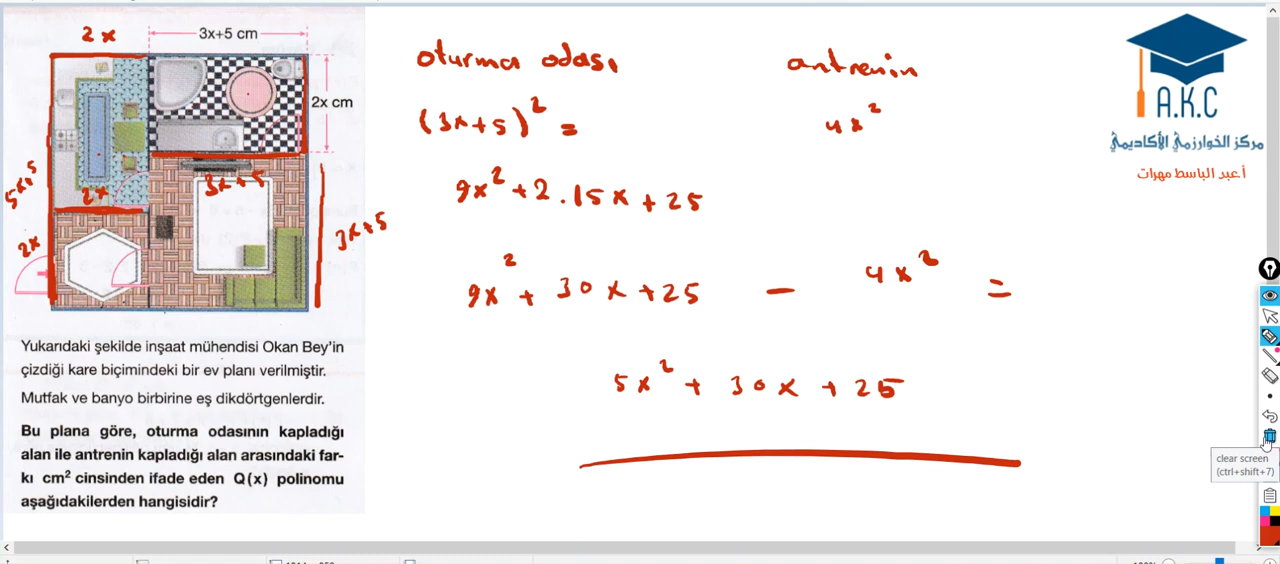 2x
3x+5 cm
2x cm
5x+5
2x
3x+5
2x
3x+5
Yukarıdaki şekilde inşaat mühendisi Okan Bey'in
çizdiği kare biçimindeki bir ev planı verilmiştir.
Mutfak ve banyo birbirine eş dikdörtgenlerdir.
Bu plana göre, oturma odasının kapladığı
alan ile antrenin kapladığı alan arasındaki far-
kı cm² cinsinden ifade eden Q(x) polinomu
aşağıdakilerden hangisidir?
oturma odası
antrenin
(3x+5)² =
4x²
9x² + 2.15x + 25
9x² + 30x + 25 - 4x² =
5x² + 30x + 25
A.K.C
مركز الخوارزمي الأكاديمي
أ.عبد الباسط مهرات
clear screen
(ctrl+shift+7)